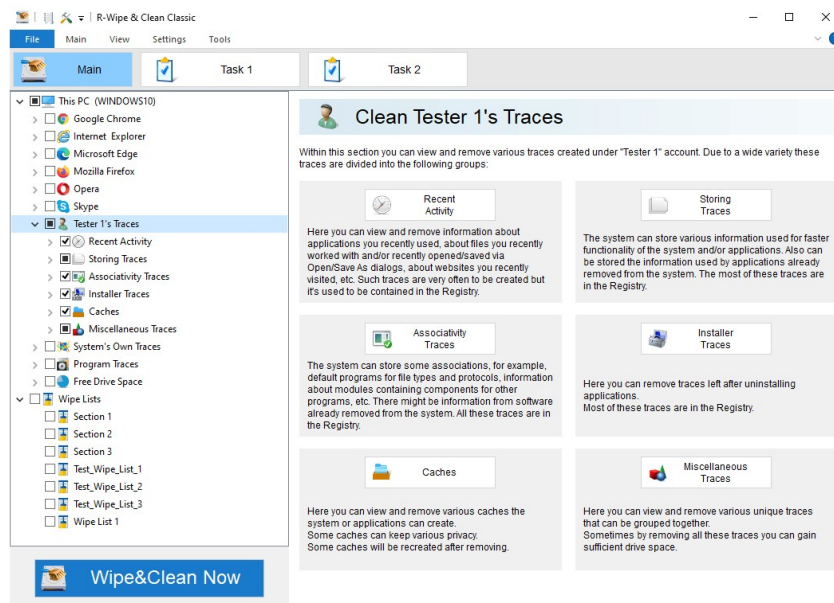 R-Wipe & Clean Classic
File Main View Settings Tools
Main Task 1 Task 2
This PC (WINDOWS10)
Google Chrome
Internet Explorer
Microsoft Edge
Mozilla Firefox
Opera
Skype
Tester 1's Traces
Recent Activity
Storing Traces
Associativity Traces
Installer Traces
Caches
Miscellaneous Traces
System's Own Traces
Program Traces
Free Drive Space
Wipe Lists
Section 1
Section 2
Section 3
Test_Wipe_List_1
Test_Wipe_List_2
Test_Wipe_List_3
Wipe List 1
Wipe&Clean Now
Clean Tester 1's Traces
Within this section you can view and remove various traces created under "Tester 1" account. Due to a wide variety these
traces are divided into the following groups:
Recent
Activity
Here you can view and remove information about
applications you recently used, about files you recently
worked with and/or recently opened/saved via
Open/Save As dialogs, about websites you recently
visited, etc. Such traces are very often to be created but
it's used to be contained in the Registry.
Storing
Traces
The system can store various information used for faster
functionality of the system and/or applications. Also can
be stored the information used by applications already
removed from the system. The most of these traces are
in the Registry.
Associativity
Traces
The system can store some associations, for example,
default programs for file types and protocols, information
about modules containing components for other
programs, etc. There might be information from software
already removed from the system. All these traces are in
the Registry.
Installer
Traces
Here you can remove traces left after uninstalling
applications.
Most of these traces are in the Registry.
Caches
Here you can view and remove various caches the
system or applications can create.
Some caches can keep various privacy.
Some caches will be recreated after removing.
Miscellaneous
Traces
Here you can view and remove various unique traces
that can be grouped together.
Sometimes by removing all these traces you can gain
sufficient drive space.